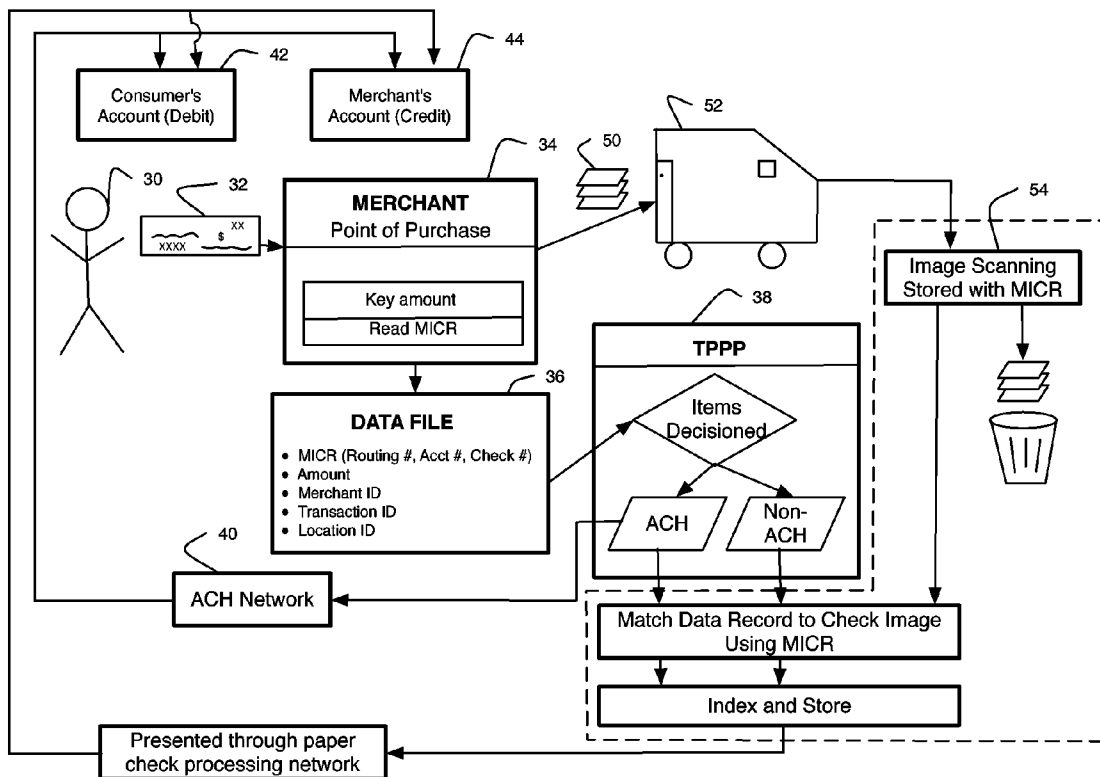 42
44
Consumer's
Account (Debit)
Merchant's
Account (Credit)
30
32
XX
$
XXXX
34
MERCHANT
Point of Purchase
Key amount
Read MICR
50
52
54
Image Scanning
Stored with MICR
36
DATA FILE
• MICR (Routing #, Acct #, Check #)
• Amount
• Merchant ID
• Transaction ID
• Location ID
38
TPPP
Items
Decisioned
ACH
Non-
ACH
40
ACH Network
Match Data Record to Check Image
Using MICR
Index and Store
Presented through paper
check processing network